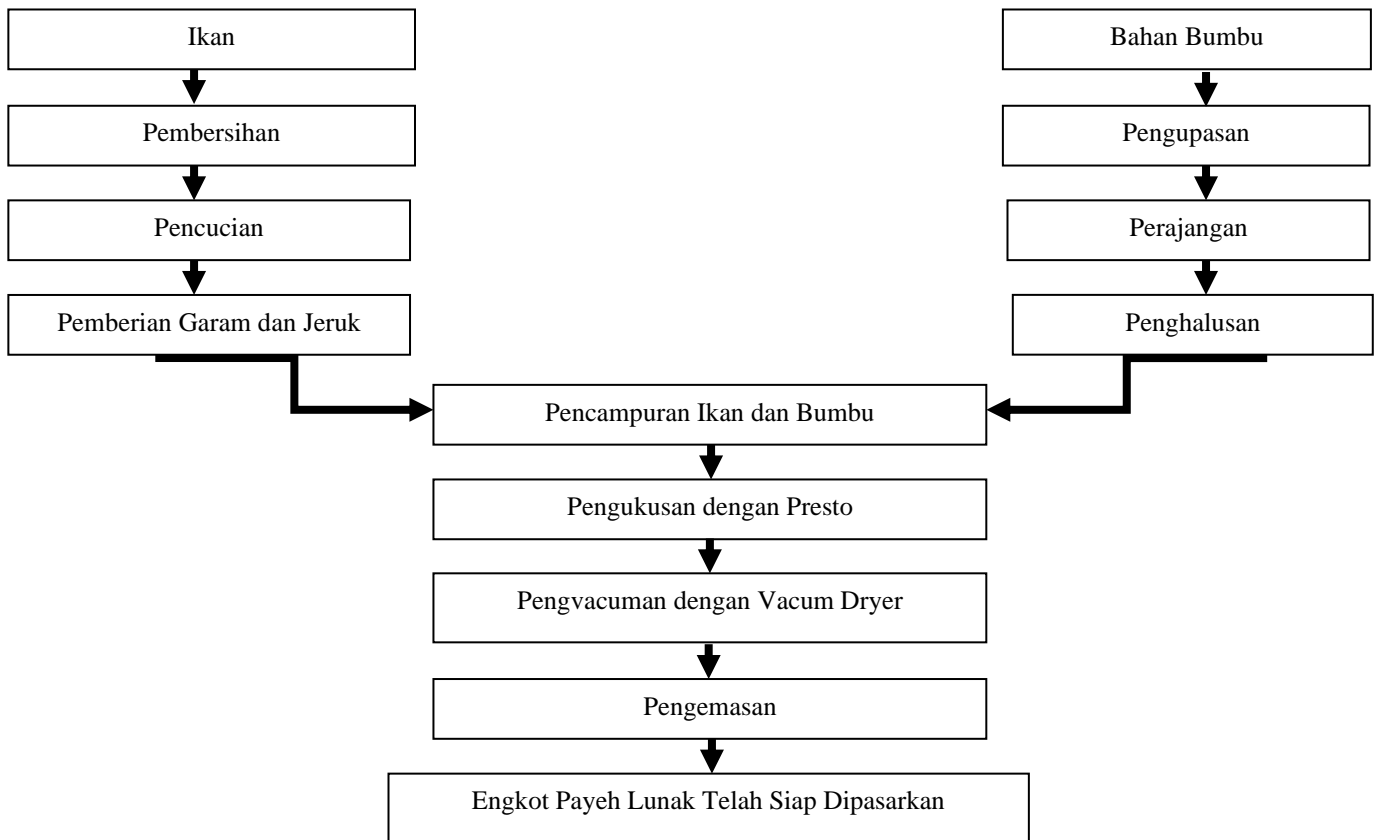 Ikan
Bahan Bumbu
Pembersihan
Pengupasan
Pencucian
Perajangan
Pemberian Garam dan Jeruk
Penghalusan
Pencampuran Ikan dan Bumbu
Pengukusan dengan Presto
Pengvacuman dengan Vacum Dryer
Pengemasan
Engkot Payeh Lunak Telah Siap Dipasarkan